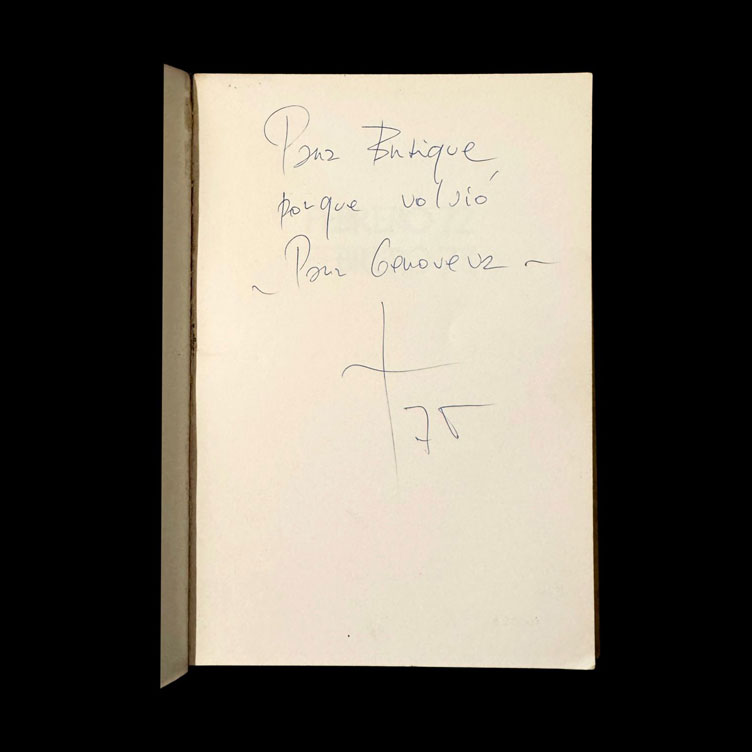 Para Enrique
porque volvió
~ Para Genoveva ~
75